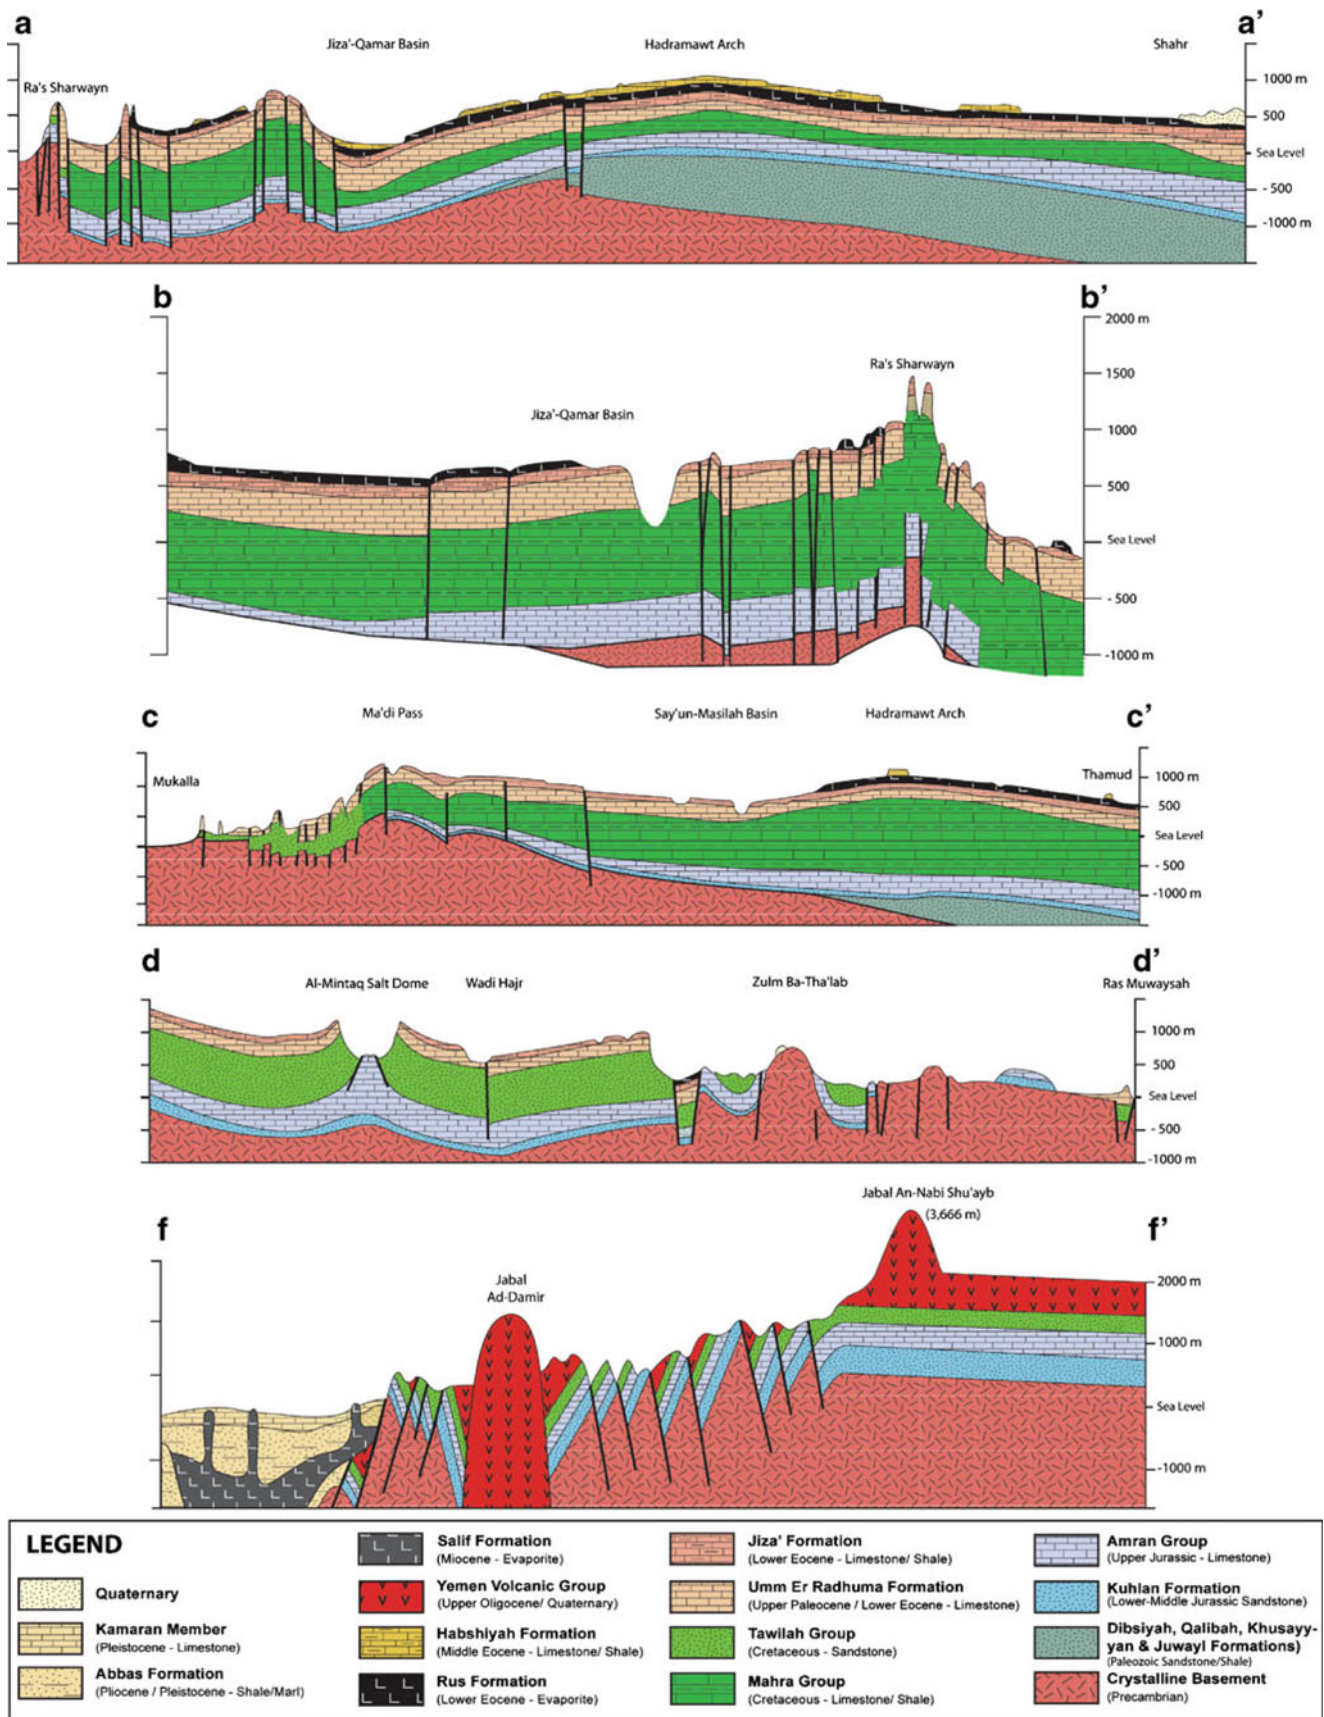 a
a’
Jiza'-Qamar Basin
Hadramawt Arch
Shahr
Ra's Sharwayn
1000 m
500
Sea Level
- 500
-1000 m
b
b’
2000 m
Ra's Sharwayn
1500
Jiza'-Qamar Basin
1000
500
Sea Level
- 500
-1000 m
c
Ma'di Pass
Say'un-Masilah Basin
Hadramawt Arch
c’
Mukalla
Thamud
1000 m
500
Sea Level
- 500
-1000 m
d
d’
Al-Mintaq Salt Dome
Wadi Hajr
Zulm Ba-Tha'lab
Ras Muwaysah
1000 m
500
Sea Level
- 500
-1000 m
Jabal An-Nabi Shu'ayb
(3,666 m)
f
f’
Jabal
Ad-Damir
2000 m
1000 m
Sea Level
-1000 m
LEGEND
Quaternary
Kamaran Member
(Pleistocene - Limestone)
Abbas Formation
(Pliocene / Pleistocene - Shale/Marl)
Salif Formation
(Miocene - Evaporite)
Yemen Volcanic Group
(Upper Oligocene/ Quaternary)
Habshiyah Formation
(Middle Eocene - Limestone/ Shale)
Rus Formation
(Lower Eocene - Evaporite)
Jiza' Formation
(Lower Eocene - Limestone/ Shale)
Umm Er Radhuma Formation
(Upper Paleocene / Lower Eocene - Limestone)
Tawilah Group
(Cretaceous - Sandstone)
Mahra Group
(Cretaceous - Limestone/ Shale)
Amran Group
(Upper Jurassic - Limestone)
Kuhlan Formation
(Lower-Middle Jurassic Sandstone)
Dibsiyah, Qalibah, Khusayy-
yan & Juwayl Formations)
(Paleozoic Sandstone/Shale)
Crystalline Basement
(Precambrian)